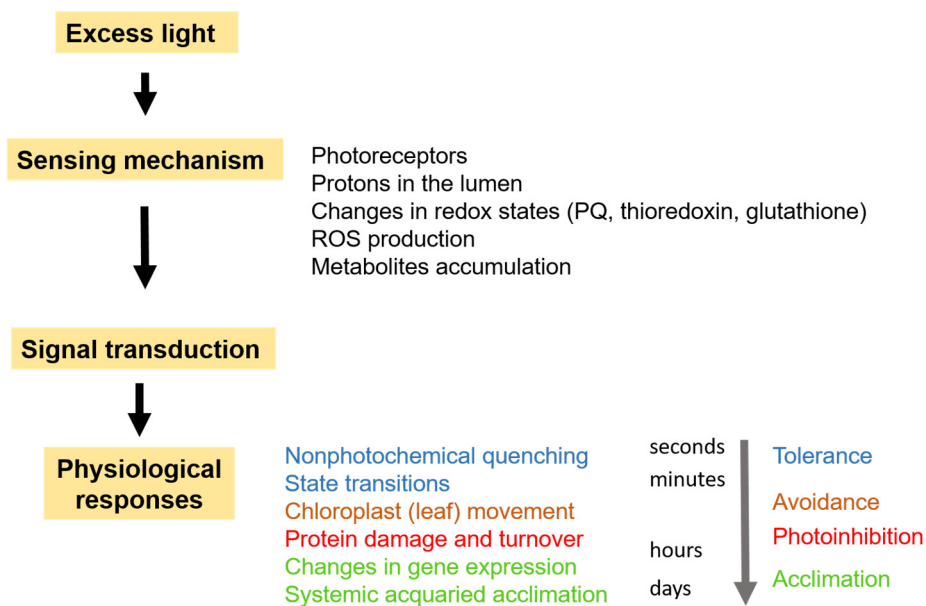 Excess light
Sensing mechanism
Photoreceptors
Protons in the lumen
Changes in redox states (PQ, thioredoxin, glutathione)
ROS production
Metabolites accumulation
Signal transduction
Physiological
responses
Nonphotochemical quenching
State transitions
Chloroplast (leaf) movement
Protein damage and turnover
Changes in gene expression
Systemic acquaried acclimation
seconds
minutes
hours
days
Tolerance
Avoidance
Photoinhibition
Acclimation